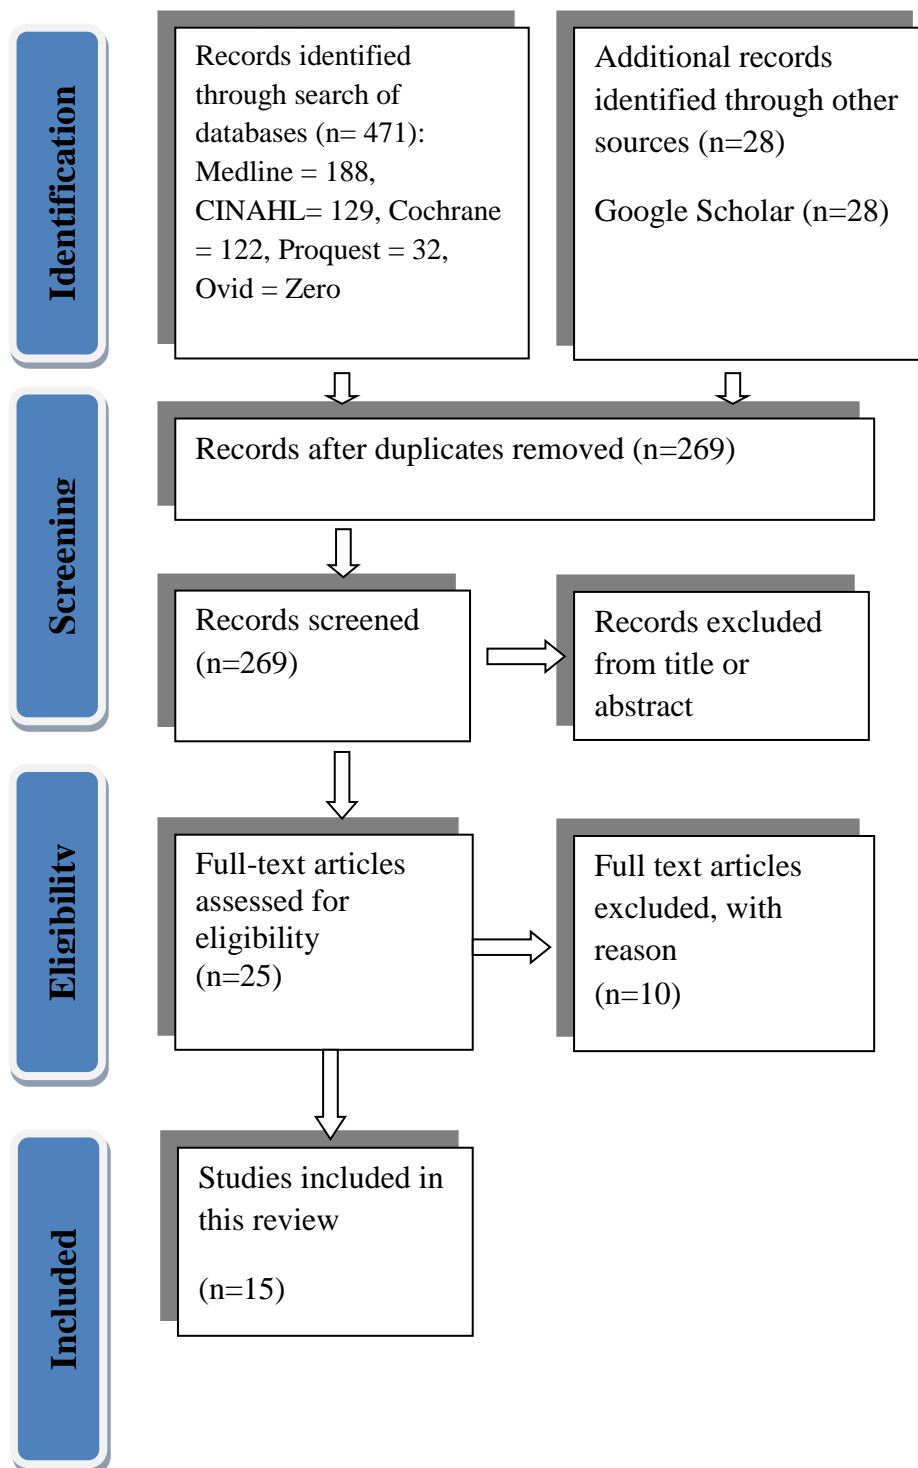 Identification
Records identified
through search of
databases (n= 471):
Medline = 188,
CINAHL= 129, Cochrane
= 122, Proquest = 32,
Ovid = Zero
Additional records
identified through other
sources (n=28)
Google Scholar (n=28)
Screening
Records after duplicates removed (n=269)
Records screened
(n=269)
Records excluded
from title or
abstract
Eligibility
Full-text articles
assessed for
eligibility
(n=25)
Full text articles
excluded, with
reason
(n=10)
Included
Studies included in
this review
(n=15)